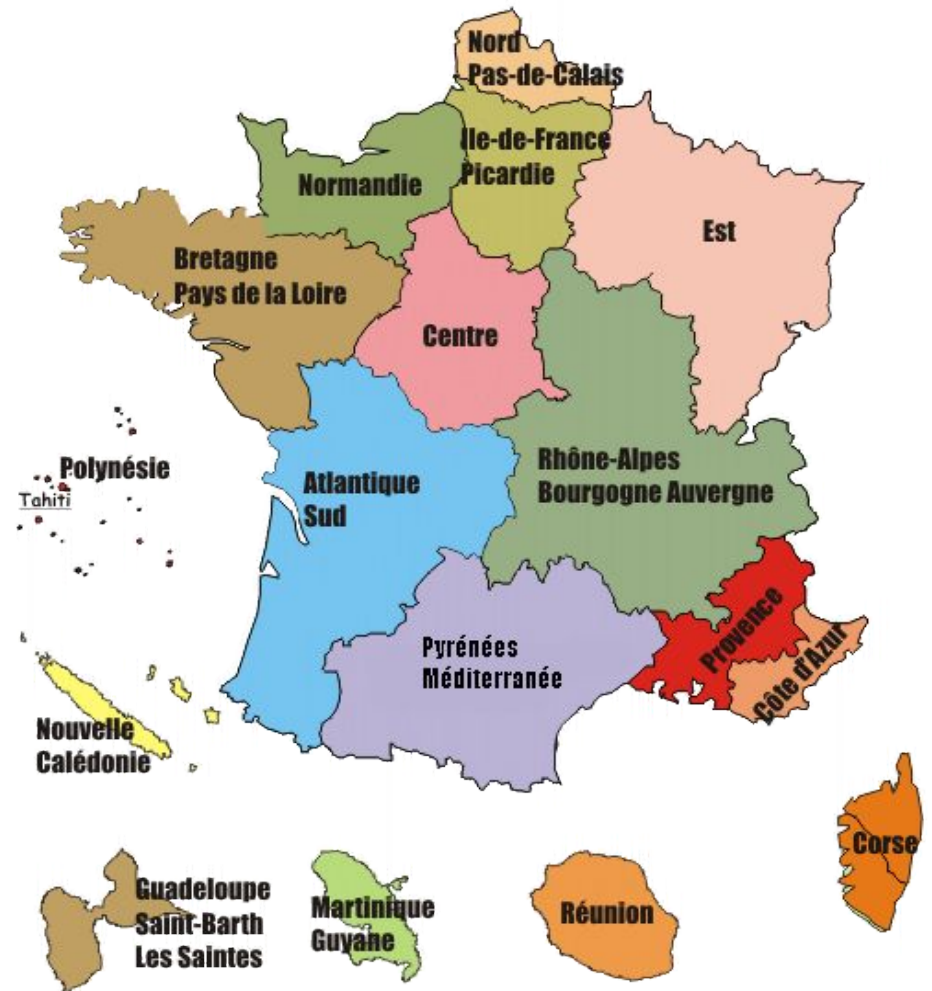 Nord
Pas-de-Calais
Ile-de-France
Picardie
Normandie
Est
Bretagne
Pays de la Loire
Centre
Polynésie
Tahiti
Atlantique
Sud
Rhône-Alpes
Bourgogne Auvergne
Provence
Côte d'Azur
Pyrénées
Méditerranée
Nouvelle
Calédonie
Corse
Guadeloupe
Saint-Barth
Les Saintes
Martinique
Guyane
Réunion